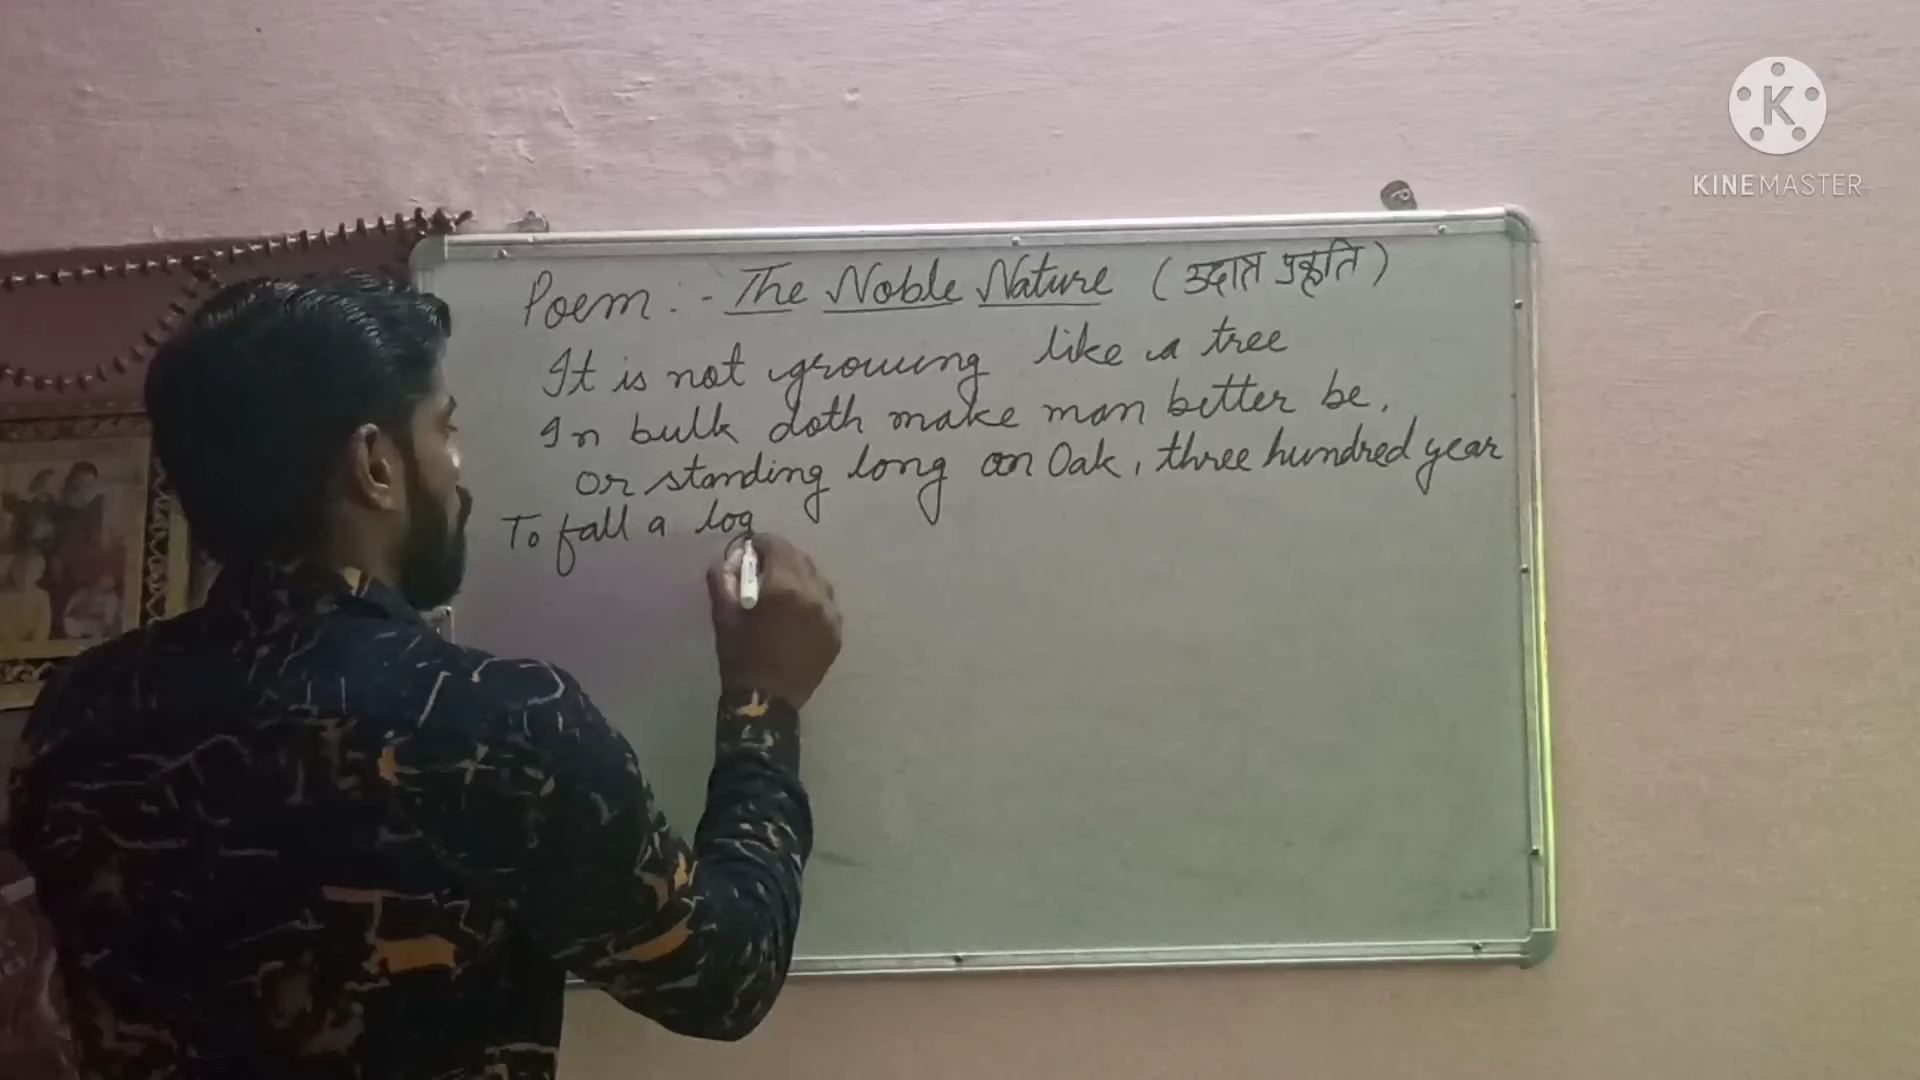 Poem :- The Noble Nature (उदात्त प्रकृति)
It is not growing like a tree
In bulk doth make man better be.
or standing long an Oak, three hundred year
To fall a log
K
KINEMASTER